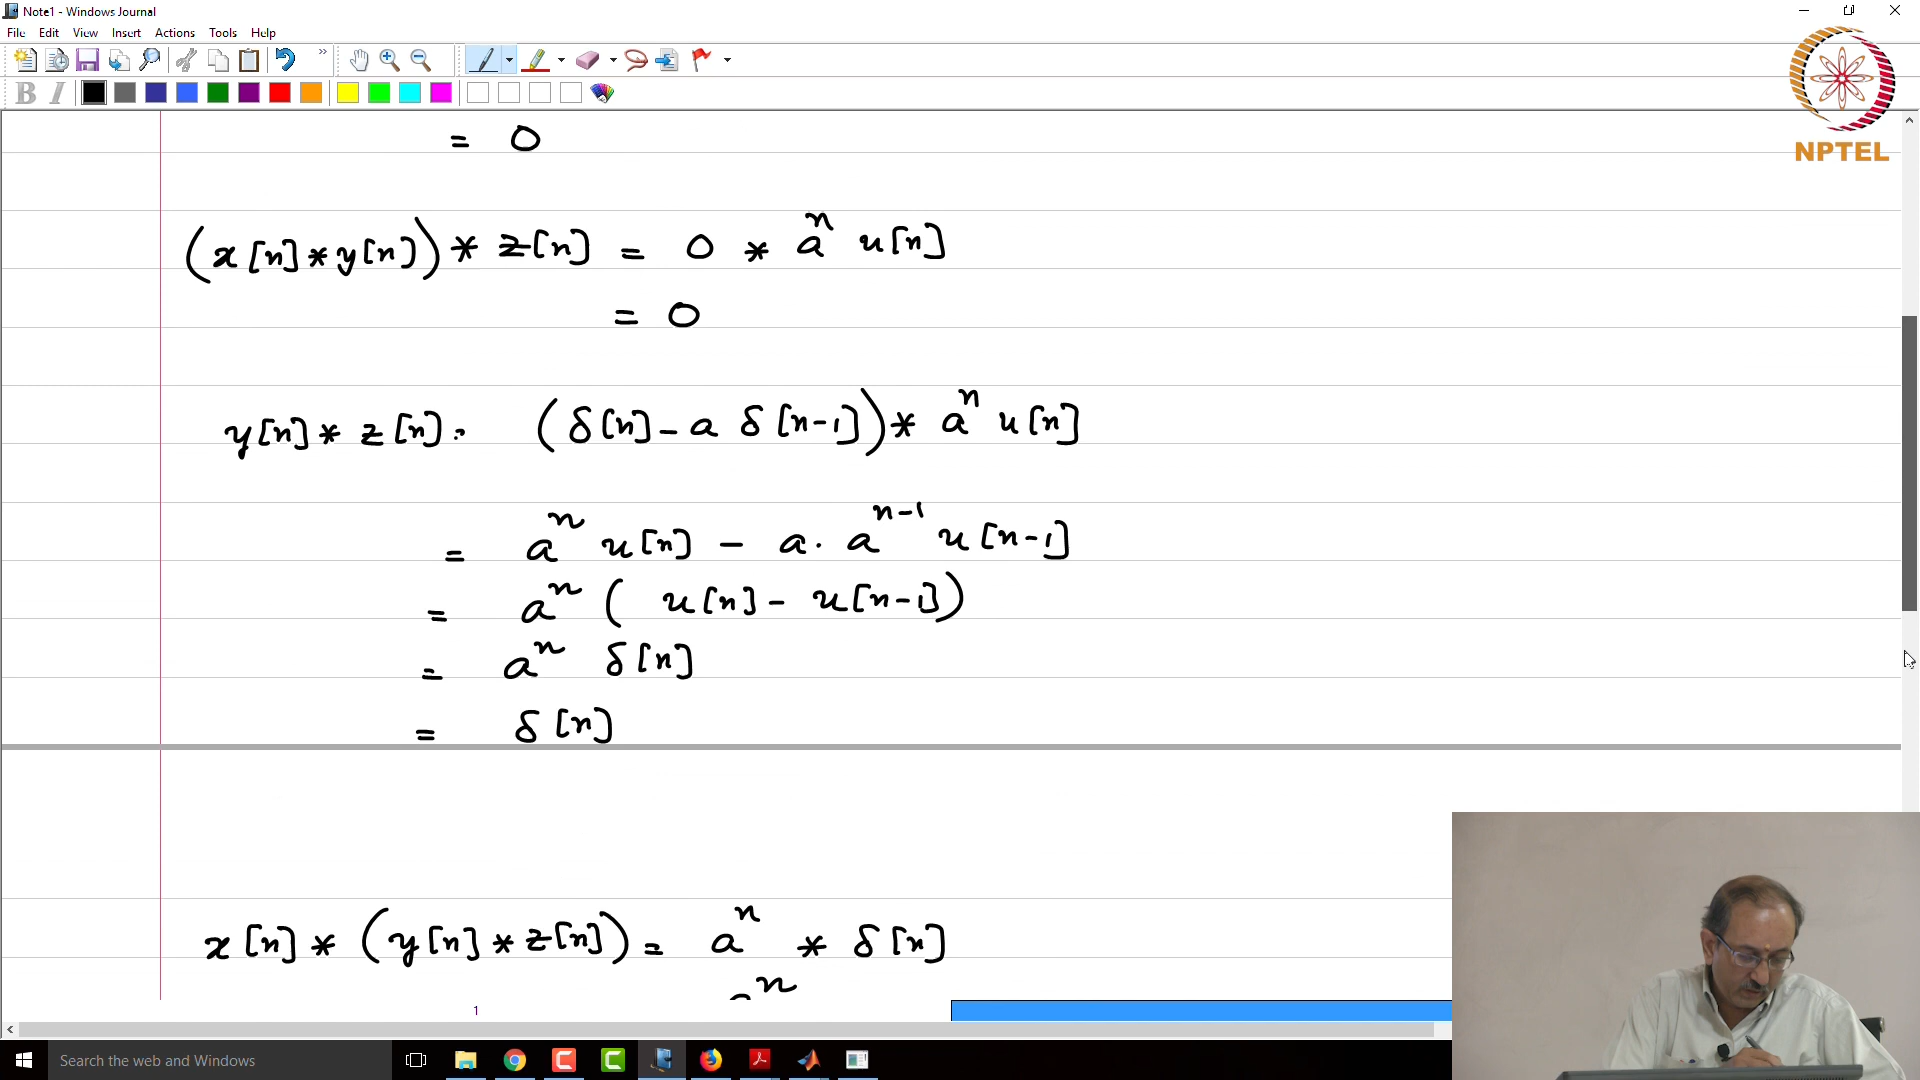 Note1 - Windows Journal
File Edit View Insert Actions Tools Help
B I
NPTEL
= 0
(x[n] * y[n]) * z[n] = 0 * a^n u[n]
= 0
y[n] * z[n] = (δ[n] - a δ[n-1]) * a^n u[n]
= a^n u[n] - a. a^{n-1} u[n-1]
= a^n ( u[n] - u[n-1])
= a^n δ[n]
= δ[n]
x[n] * (y[n] * z[n]) = a^n * δ[n]
a^n
1
Search the web and Windows